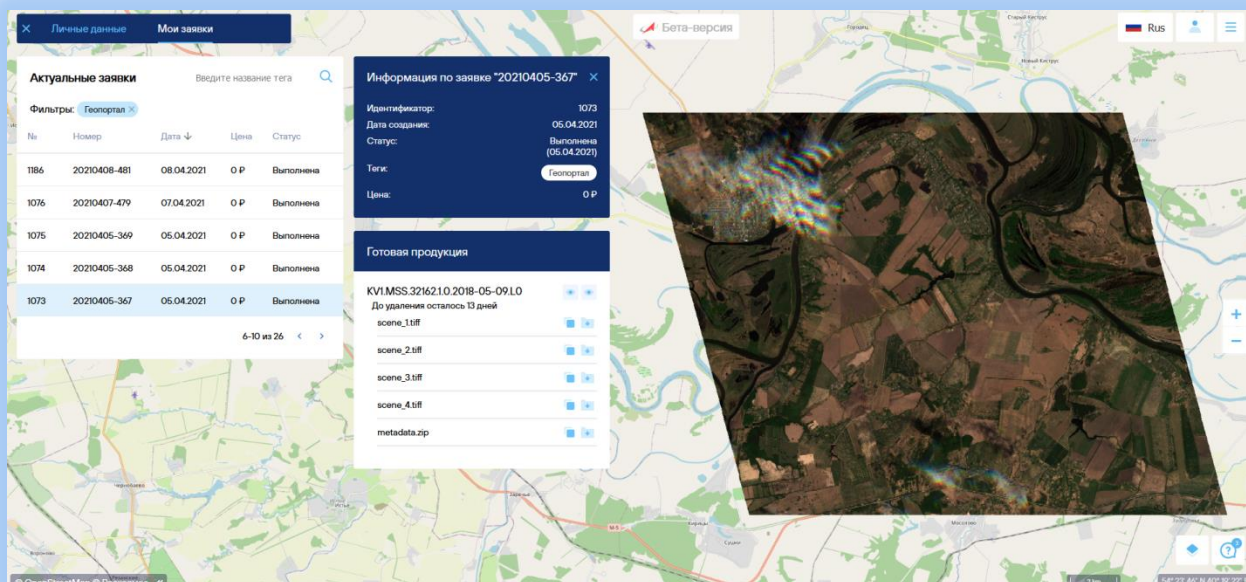 Личные данные
Мои заявки
Бета-версия
Rus
Актуальные заявки
Введите название тега
Фильтры: Геопортал ×
№ Номер Дата ↓ Цена Статус
1186 20210408-481 08.04.2021 0 ₽ Выполнена
1076 20210407-479 07.04.2021 0 ₽ Выполнена
1075 20210405-369 05.04.2021 0 ₽ Выполнена
1074 20210405-368 05.04.2021 0 ₽ Выполнена
1073 20210405-367 05.04.2021 0 ₽ Выполнена
6-10 из 26
Информация по заявке "20210405-367"
Идентификатор: 1073
Дата создания: 05.04.2021
Статус: Выполнена
(05.04.2021)
Теги: Геопортал
Цена: 0 ₽
Готовая продукция
KV1.MSS.32162.1.0.2018-05-09.L0
До удаления осталось 13 дней
scene_1.tiff
scene_2.tiff
scene_3.tiff
scene_4.tiff
metadata.zip
Старый Киструс
Новый Киструс
М-5